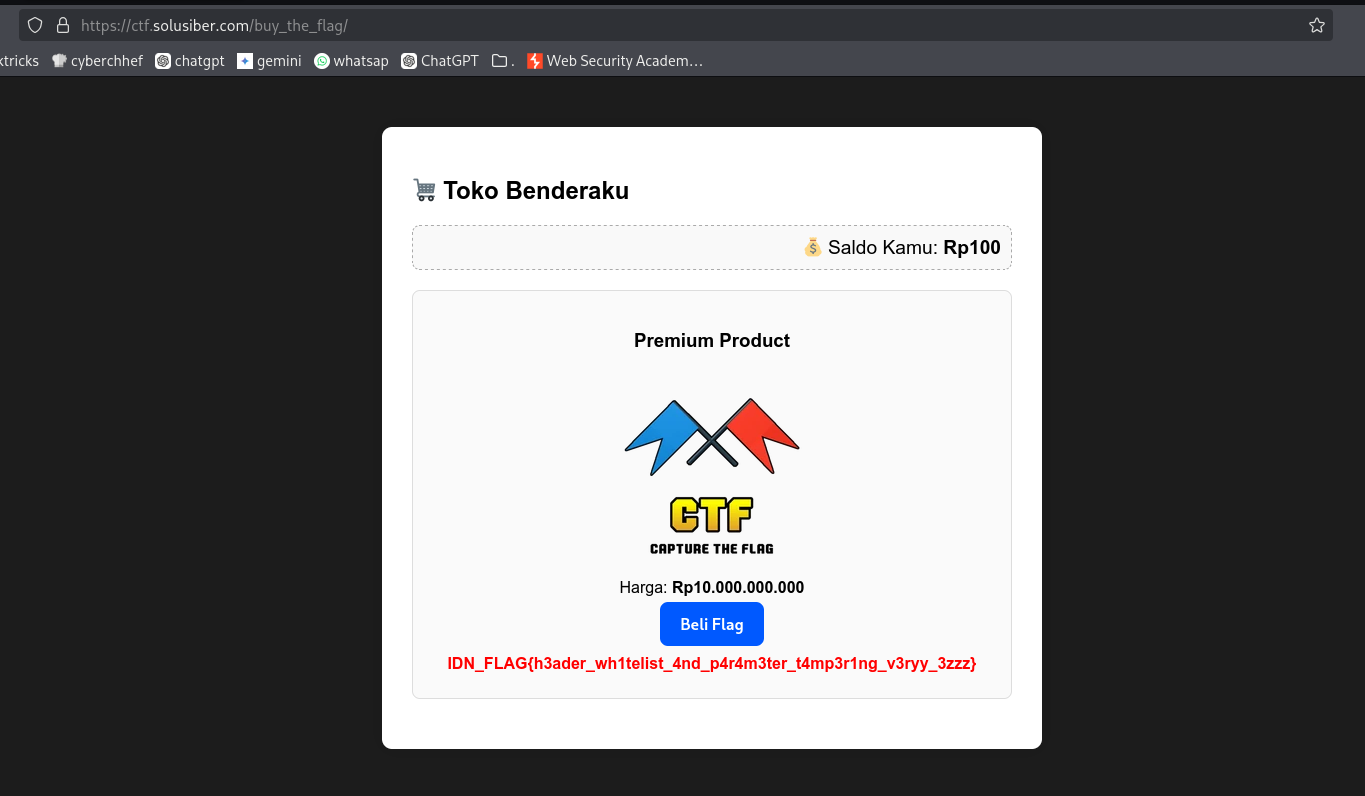 https://ctf.solusiber.com/buy_the_flag/
ktricks cyberchhef chatgpt gemini whatsap ChatGPT . Web Security Academ…
Toko Benderaku
Saldo Kamu: Rp100
Premium Product
CTF
CAPTURE THE FLAG
Harga: Rp10.000.000.000
Beli Flag
IDN_FLAG{h3ader_wh1telist_4nd_p4r4m3ter_t4mp3r1ng_v3ryy_3zzz}